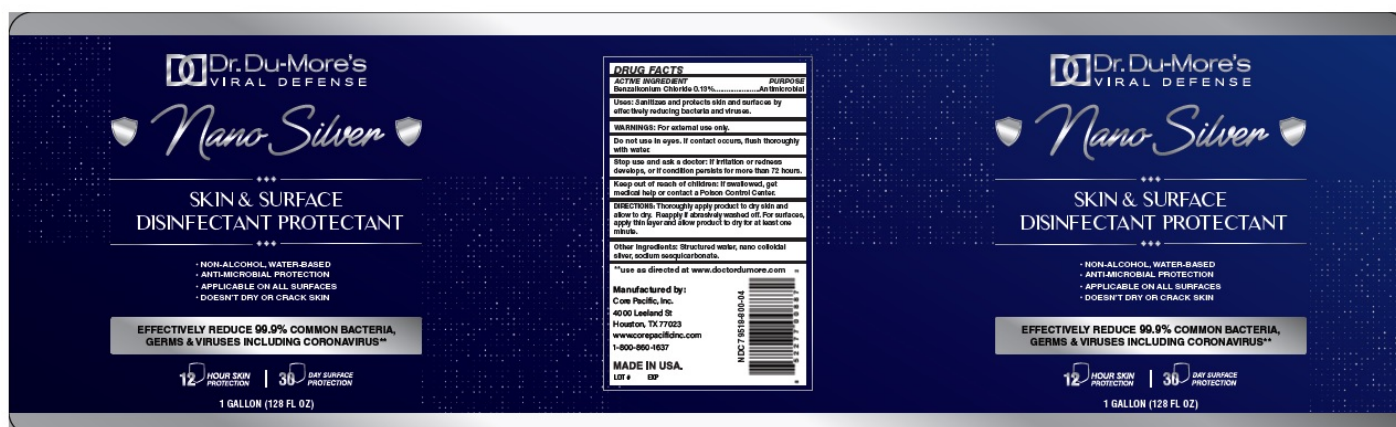 Dr. Du-More's
VIRAL DEFENSE
Nano Silver
SKIN & SURFACE
DISINFECTANT PROTECTANT
• NON-ALCOHOL, WATER-BASED
• ANTI-MICROBIAL PROTECTION
• APPLICABLE ON ALL SURFACES
• DOESN'T DRY OR CRACK SKIN
EFFECTIVELY REDUCE 99.9% COMMON BACTERIA,
GERMS & VIRUSES INCLUDING CORONAVIRUS**
12 HOUR SKIN PROTECTION | 30 DAY SURFACE PROTECTION
1 GALLON (128 FL OZ)
DRUG FACTS
ACTIVE INGREDIENT PURPOSE
Benzalkonium Chloride 0.13%......................Antimicrobial
Uses: Sanitizes and protects skin and surfaces by
effectively reducing bacteria and viruses.
WARNINGS: For external use only.
Do not use in eyes. If contact occurs, flush thoroughly
with water.
Stop use and ask a doctor: If irritation or redness
develops, or if condition persists for more than 72 hours.
Keep out of reach of children: If swallowed, get
medical help or contact a Poison Control Center.
DIRECTIONS: Thoroughly apply product to dry skin and
allow to dry. Reapply if abrasively washed off. For surfaces,
apply thin layer and allow product to dry for at least one
minute.
Other Ingredients: Structured water, nano colloidal
silver, sodium sesquicarbonate.
**use as directed at www.doctordumore.com
Manufactured by:
Core Pacific, Inc.
4000 Leeland St
Houston, TX 77023
www.corepacificinc.com
1-800-860-1637
MADE IN USA.
LOT # EXP
NDC 79519-800-04
Dr. Du-More's
VIRAL DEFENSE
Nano Silver
SKIN & SURFACE
DISINFECTANT PROTECTANT
• NON-ALCOHOL, WATER-BASED
• ANTI-MICROBIAL PROTECTION
• APPLICABLE ON ALL SURFACES
• DOESN'T DRY OR CRACK SKIN
EFFECTIVELY REDUCE 99.9% COMMON BACTERIA,
GERMS & VIRUSES INCLUDING CORONAVIRUS**
12 HOUR SKIN PROTECTION | 30 DAY SURFACE PROTECTION
1 GALLON (128 FL OZ)